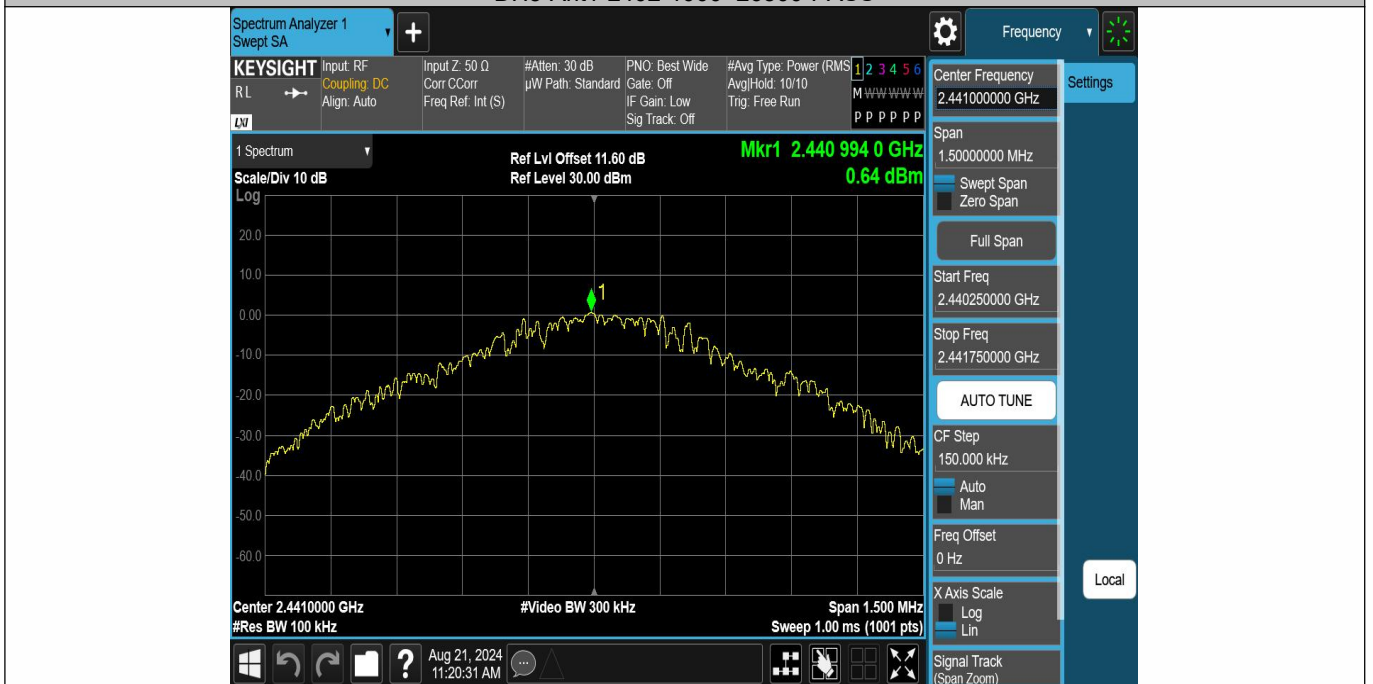 Spectrum Analyzer 1
Swept SA
Frequency
KEYSIGHT
RL
LXI
Input: RF
Coupling: DC
Align: Auto
Input Z: 50 Ω
Corr CCorr
Freq Ref: Int (S)
#Atten: 30 dB
µW Path: Standard
PNO: Best Wide
Gate: Off
IF Gain: Low
Sig Track: Off
#Avg Type: Power (RMS
Avg|Hold: 10/10
Trig: Free Run
1 2 3 4 5 6
M W W W W W
P P P P P P
1 Spectrum
Scale/Div 10 dB
Log
Ref Lvl Offset 11.60 dB
Ref Level 30.00 dBm
Mkr1 2.440 994 0 GHz
0.64 dBm
20.0
10.0
0.00
-10.0
-20.0
-30.0
-40.0
-50.0
-60.0
1
Center 2.4410000 GHz
#Res BW 100 kHz
#Video BW 300 kHz
Span 1.500 MHz
Sweep 1.00 ms (1001 pts)
Center Frequency
2.441000000 GHz
Settings
Span
1.50000000 MHz
Swept Span
Zero Span
Full Span
Start Freq
2.440250000 GHz
Stop Freq
2.441750000 GHz
AUTO TUNE
CF Step
150.000 kHz
Auto
Man
Freq Offset
0 Hz
X Axis Scale
Log
Lin
Signal Track
(Span Zoom)
Local
?
Aug 21, 2024
11:20:31 AM